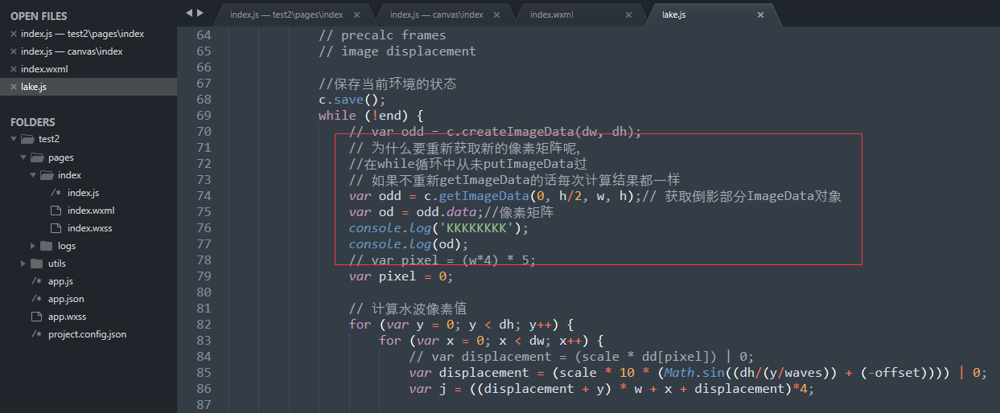 OPEN FILES
index.js — test2\pages\index
index.js — canvas\index
index.wxml
lake.js
FOLDERS
test2
pages
index
index.js
index.wxml
index.wxss
logs
utils
app.js
app.json
app.wxss
project.config.json
index.js — test2\pages\index
index.js — canvas\index
index.wxml
lake.js
64 // precalc frames
65 // image displacement
66
67 //保存当前环境的状态
68 c.save();
69 while (!end) {
70 // var odd = c.createImageData(dw, dh);
71 // 为什么要重新获取新的像素矩阵呢,
72 //在while循环中从未putImageData过
73 // 如果不重新getImageData的话每次计算结果都一样
74 var odd = c.getImageData(0, h/2, w, h);// 获取倒影部分ImageData对象
75 var od = odd.data;//像素矩阵
76 console.log('KKKKKKKK');
77 console.log(od);
78 // var pixel = (w*4) * 5;
79 var pixel = 0;
80
81 // 计算水波像素值
82 for (var y = 0; y < dh; y++) {
83 for (var x = 0; x < dw; x++) {
84 // var displacement = (scale * dd[pixel]) | 0;
85 var displacement = (scale * 10 * (Math.sin((dh/(y/waves)) + (-offset)))) | 0;
86 var j = ((displacement + y) * w + x + displacement)*4;
87